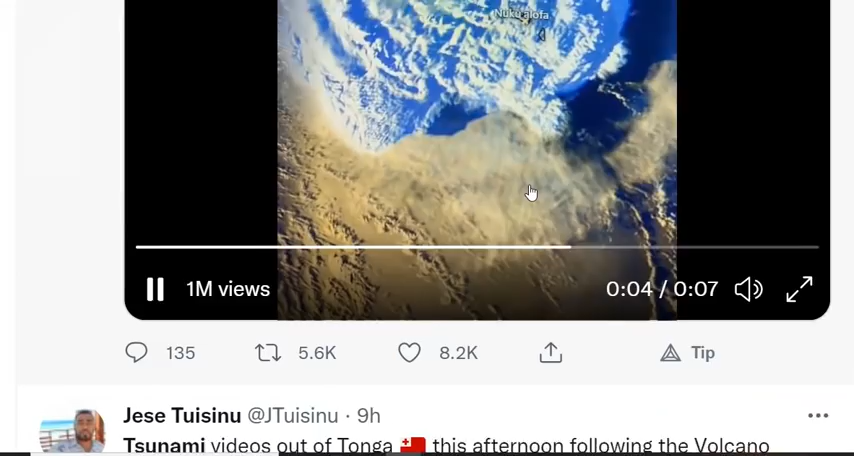 Nuku'alofa
1M views
0:04 / 0:07
135
5.6K
8.2K
Tip
Jese Tuisinu @JTuisinu · 9h
Tsunami videos out of Tonga 🇹🇴 this afternoon following the Volcano